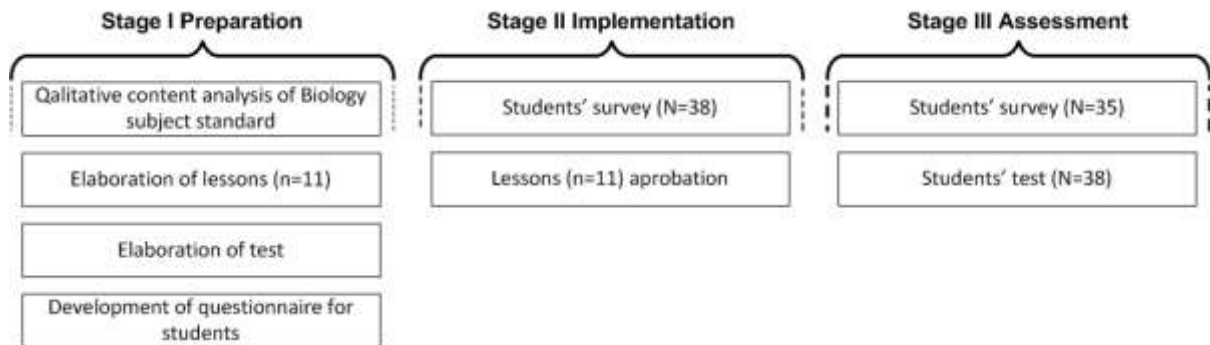 Stage I Preparation
Stage II Implementation
Stage III Assessment
Qalitative content analysis of Biology
subject standard
Students' survey (N=38)
Students' survey (N=35)
Elaboration of lessons (n=11)
Lessons (n=11) aprobation
Students' test (N=38)
Elaboration of test
Development of questionnaire for
students